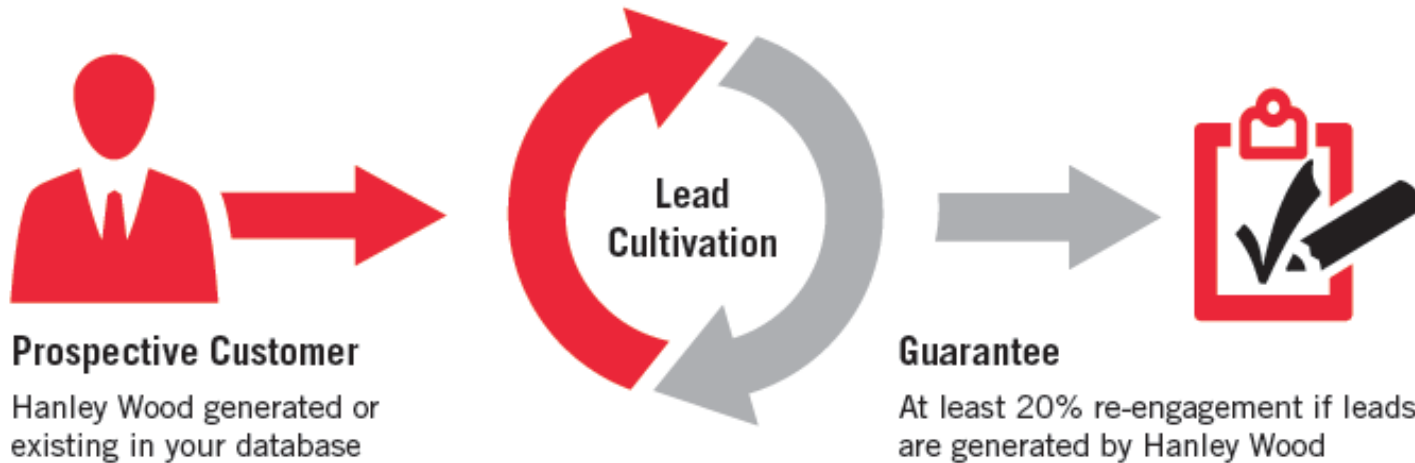 Lead
Cultivation
Prospective Customer
Hanley Wood generated or
existing in your database
Guarantee
At least 20% re-engagement if leads
are generated by Hanley Wood